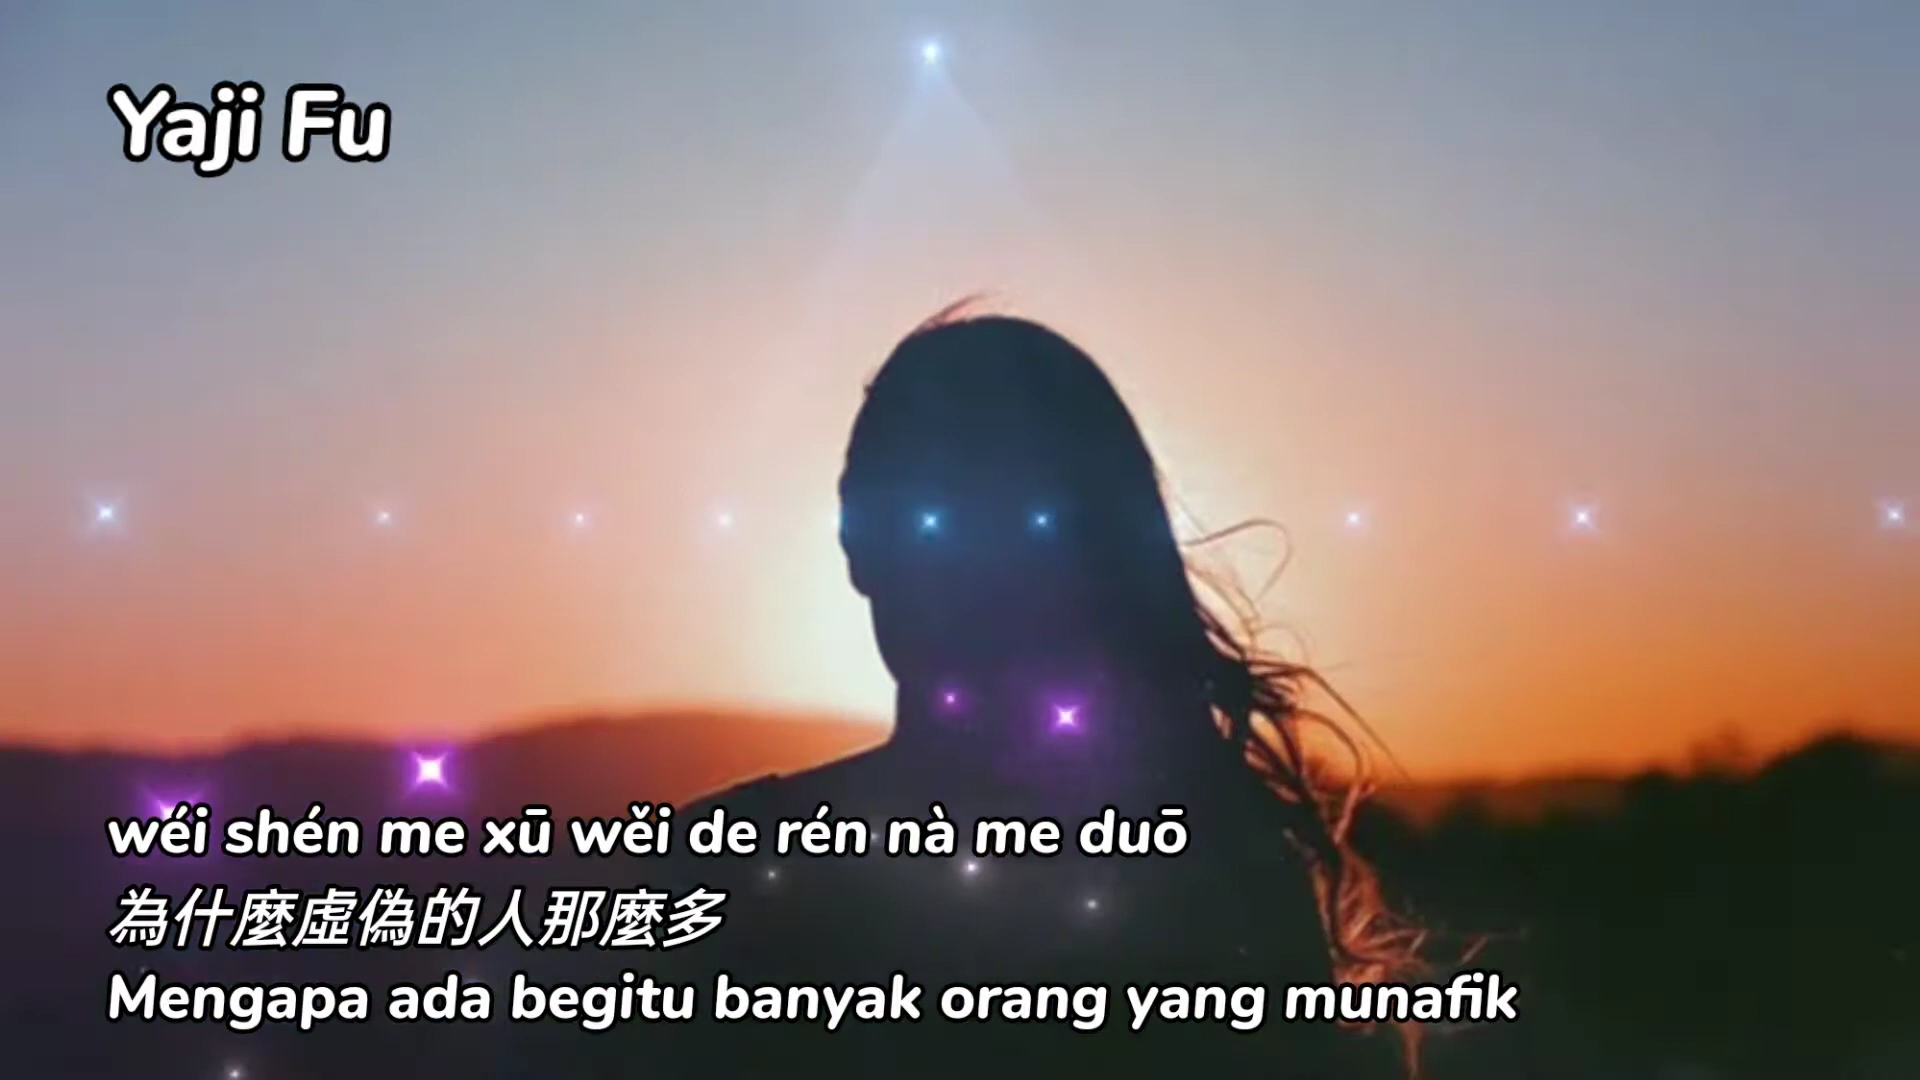 Yaji Fu
wéi shén me xū wěi de rén nà me duō
為什麼虛偽的人那麼多
Mengapa ada begitu banyak orang yang munafik